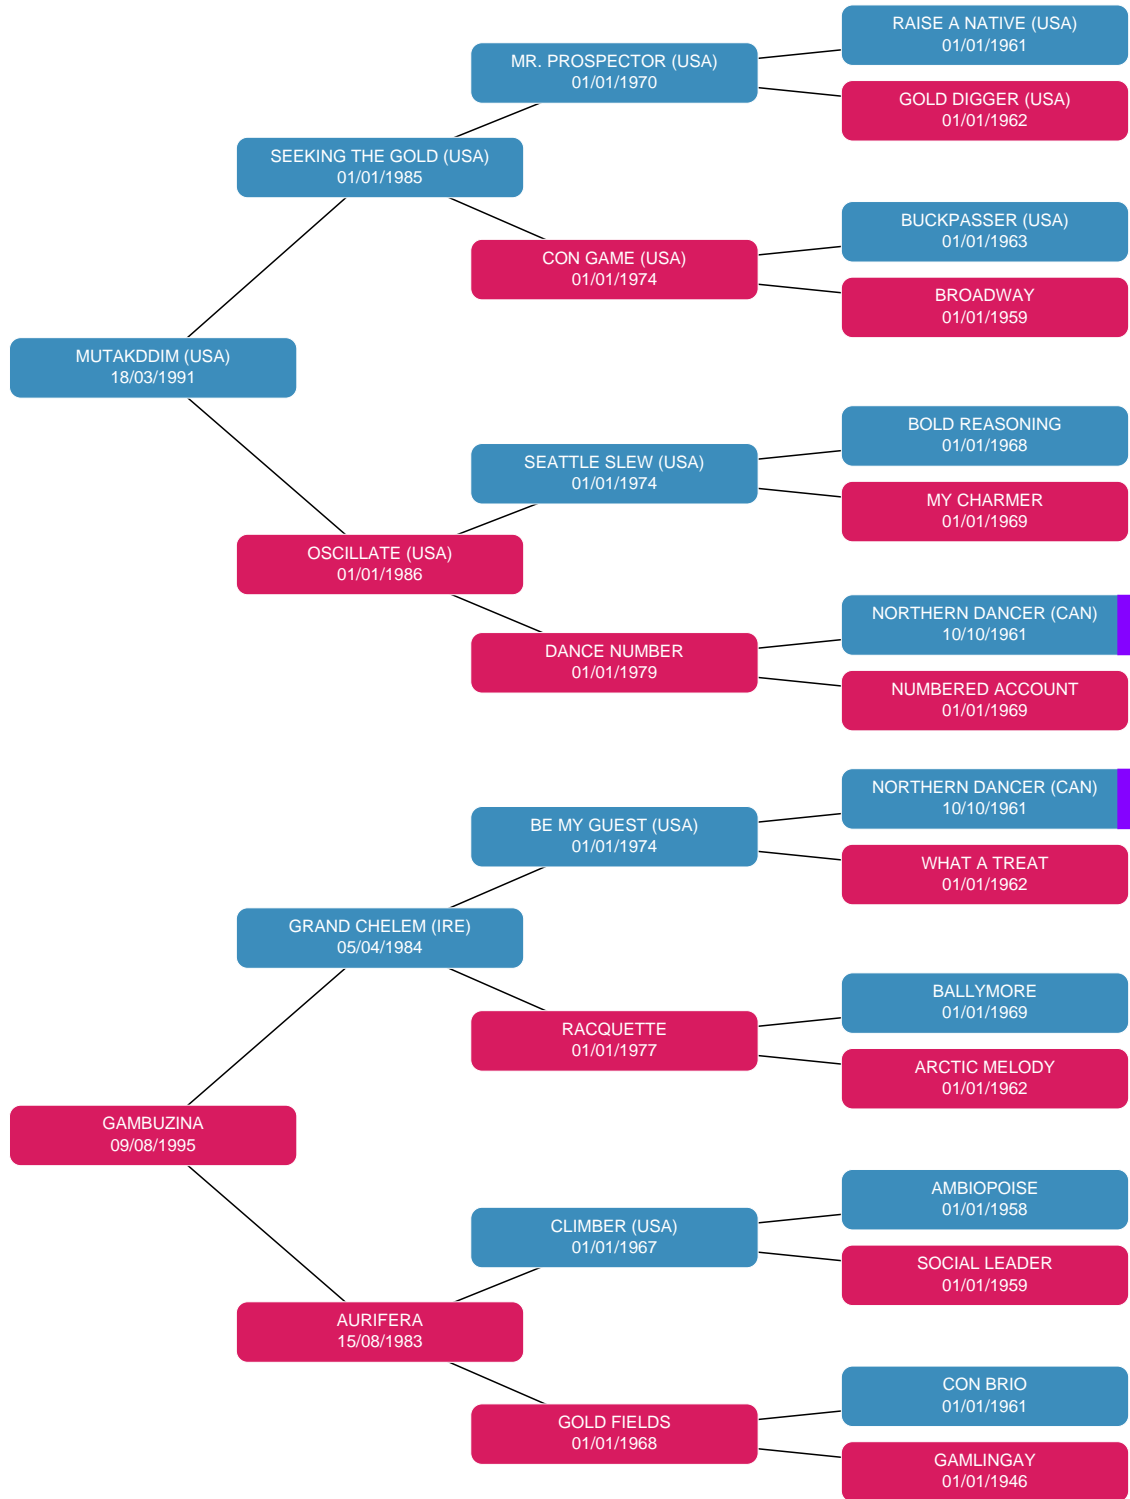 RAISE A NATIVE (USA)
01/01/1961
MR. PROSPECTOR (USA)
01/01/1970
GOLD DIGGER (USA)
01/01/1962
SEEKING THE GOLD (USA)
01/01/1985
BUCKPASSER (USA)
01/01/1963
CON GAME (USA)
01/01/1974
BROADWAY
01/01/1959
MUTAKDDIM (USA)
18/03/1991
BOLD REASONING
01/01/1968
SEATTLE SLEW (USA)
01/01/1974
MY CHARMER
01/01/1969
OSCILLATE (USA)
01/01/1986
NORTHERN DANCER (CAN)
10/10/1961
DANCE NUMBER
01/01/1979
NUMBERED ACCOUNT
01/01/1969
NORTHERN DANCER (CAN)
10/10/1961
BE MY GUEST (USA)
01/01/1974
WHAT A TREAT
01/01/1962
GRAND CHELEM (IRE)
05/04/1984
BALLYMORE
01/01/1969
RACQUETTE
01/01/1977
ARCTIC MELODY
01/01/1962
GAMBUZINA
09/08/1995
AMBIOPOISE
01/01/1958
CLIMBER (USA)
01/01/1967
SOCIAL LEADER
01/01/1959
AURIFERA
15/08/1983
CON BRIO
01/01/1961
GOLD FIELDS
01/01/1968
GAMLINGAY
01/01/1946